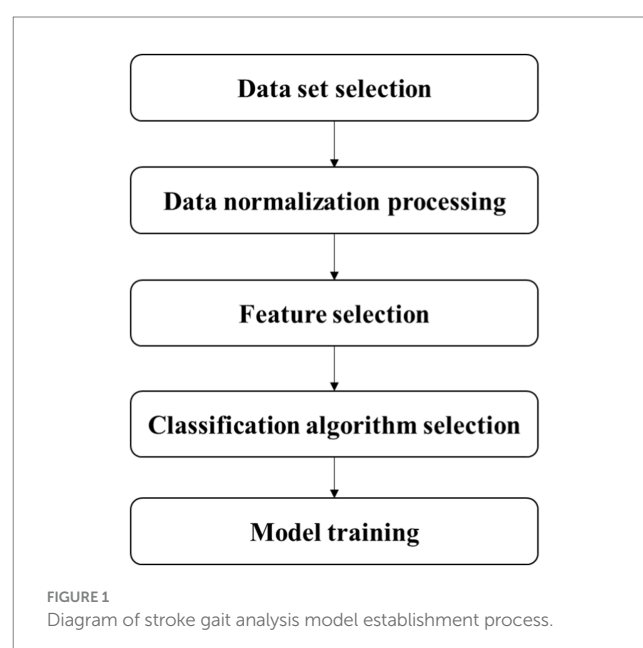 Data set selection
Data normalization processing
Feature selection
Classification algorithm selection
Model training
FIGURE 1
Diagram of stroke gait analysis model establishment process.